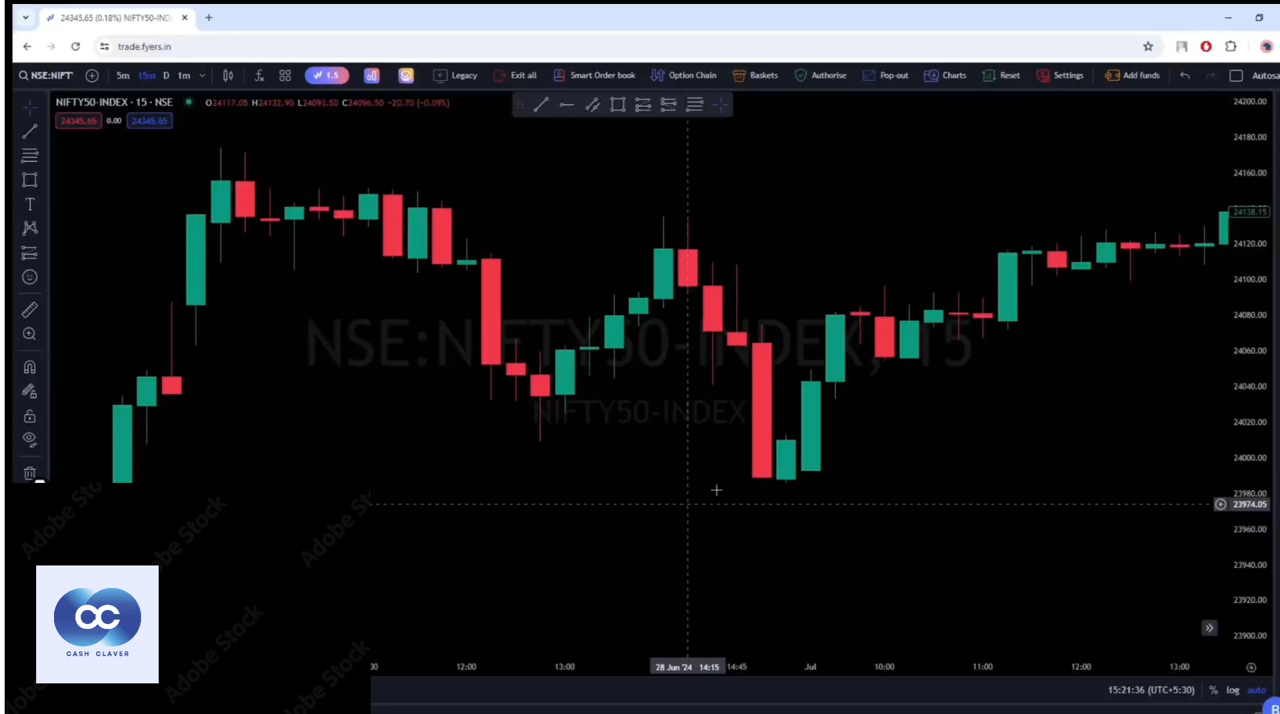 24345.65 (0.18%) NIFTY50-IND
trade.fyers.in
NSE:NIFT 5m 15m D 1m 1.5 Legacy Exit all Smart Order book Option Chain Baskets Authorise Pop-out Charts Reset Settings Add funds Autosa
NIFTY50-INDEX · 15 · NSE O24117.05 H24133.90 L24091.50 C24096.50 -20.70 (-0.09%)
24345.65 0.00 24345.65
24200.00
24180.00
24160.00
24138.15
24120.00
24100.00
24080.00
NSE:NIFTY50-INDEX, 15
24060.00
24040.00
NIFTY50-INDEX
24020.00
24000.00
23980.00
23974.05
23960.00
23940.00
23920.00
23900.00
Adobe Stock
Adobe Stock
Adobe Stock
Adobe Stock
Adobe Stock
CASH CLAVER
:00 12:00 13:00 28 Jun '24 14:15 14:45 Jul 10:00 11:00 12:00 13:00
15:21:36 (UTC+5:30) % log auto